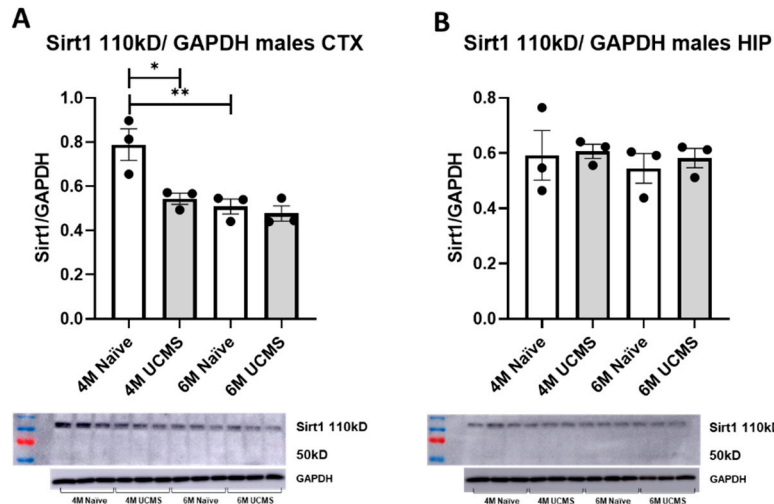 A
Sirt1 110kD/ GAPDH males CTX
*
**
Sirt1/GAPDH
1.0
0.8
0.6
0.4
0.2
0.0
4M Naïve
4M UCMS
6M Naïve
6M UCMS
Sirt1 110kD
50kD
GAPDH
4M Naïve 4M UCMS 6M Naïve 6M UCMS
B
Sirt1 110kD/ GAPDH males HIP
Sirt1/GAPDH
0.8
0.6
0.4
0.2
0.0
4M Naïve
4M UCMS
6M Naïve
6M UCMS
Sirt1 110kD
50kD
GAPDH
4M Naïve 4M UCMS 6M Naïve 6M UCMS